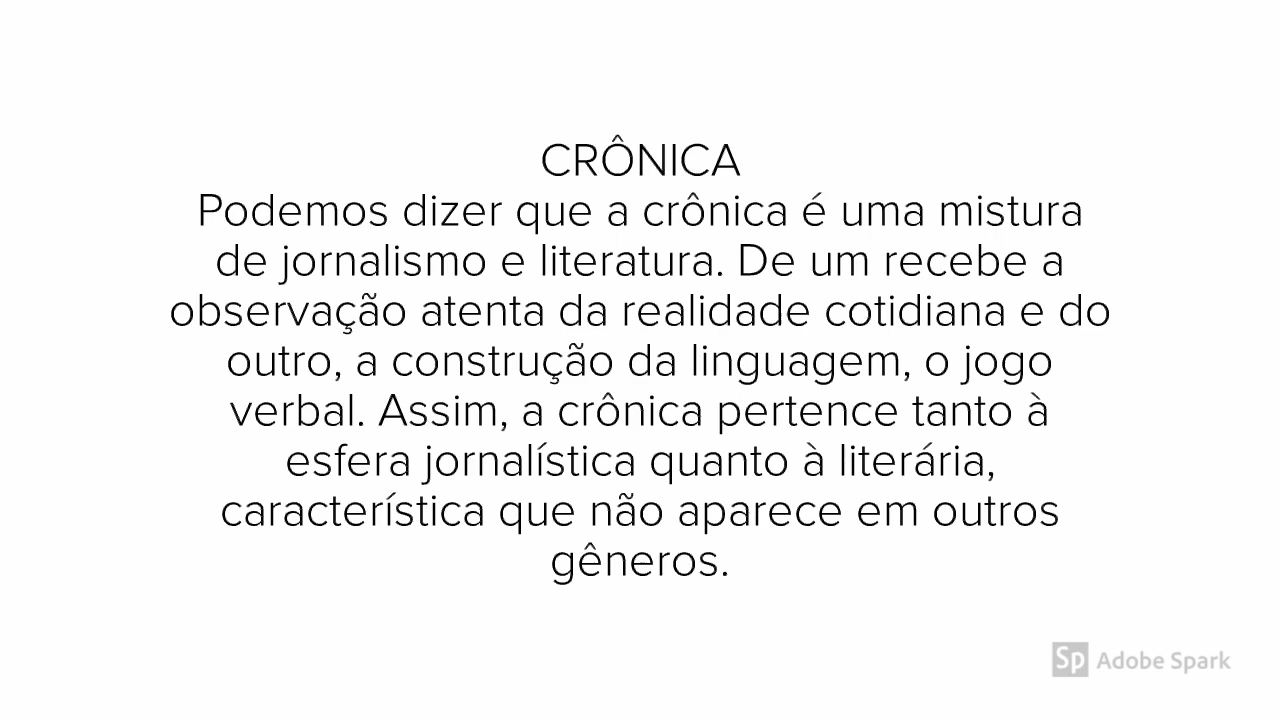 CRÔNICA
Podemos dizer que a crônica é uma mistura
de jornalismo e literatura. De um recebe a
observação atenta da realidade cotidiana e do
outro, a construção da linguagem, o jogo
verbal. Assim, a crônica pertence tanto à
esfera jornalística quanto à literária,
característica que não aparece em outros
gêneros.
Sp Adobe Spark